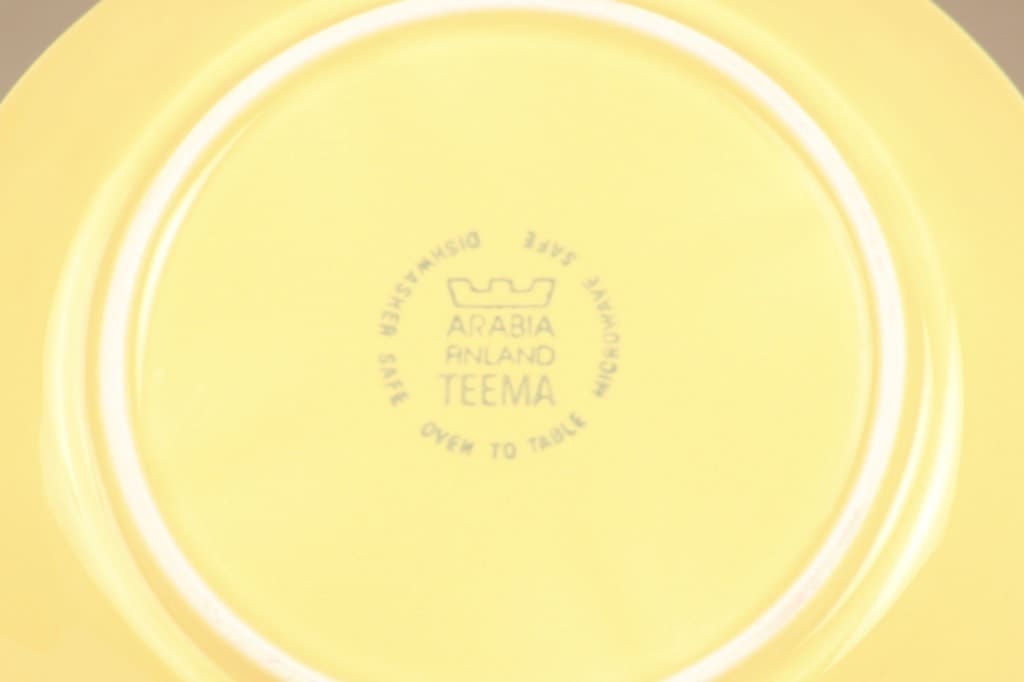 ARABIA
FINLAND
TEEMA
DISHWASHER SAFE
OVEN TO TABLE
MICROWAVE SAFE